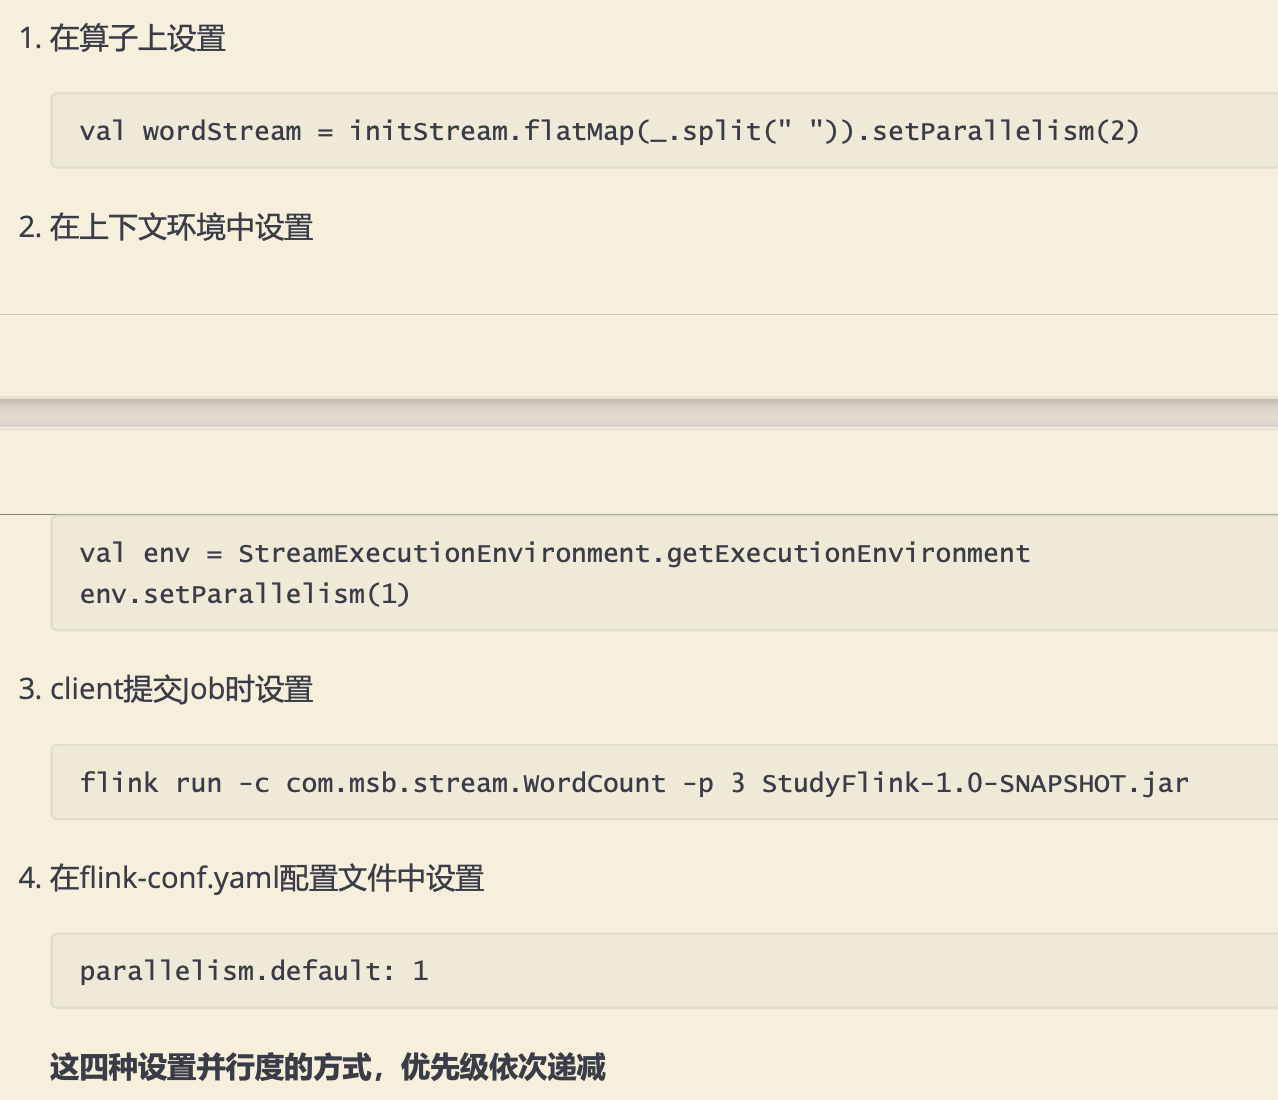 1. 在算子上设置
val wordStream = initStream.flatMap(_.split(" ")).setParallelism(2)
2. 在上下文环境中设置
val env = StreamExecutionEnvironment.getExecutionEnvironment
env.setParallelism(1)
3. client提交Job时设置
flink run -c com.msb.stream.WordCount -p 3 StudyFlink-1.0-SNAPSHOT.jar
4. 在flink-conf.yaml配置文件中设置
parallelism.default: 1
这四种设置并行度的方式，优先级依次递减